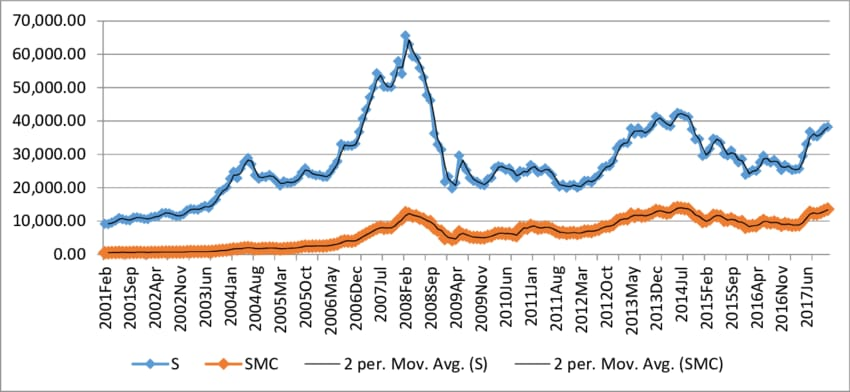 70,000.00
60,000.00
50,000.00
40,000.00
30,000.00
20,000.00
10,000.00
0.00
2001Feb
2001Sep
2002Apr
2002Nov
2003Jun
2004Jan
2004Aug
2005Mar
2005Oct
2006May
2006Dec
2007Jul
2008Feb
2008Sep
2009Apr
2009Nov
2010Jun
2011Jan
2011Aug
2012Mar
2012Oct
2013May
2013Dec
2014Jul
2015Feb
2015Sep
2016Apr
2016Nov
2017Jun
S SMC 2 per. Mov. Avg. (S) 2 per. Mov. Avg. (SMC)